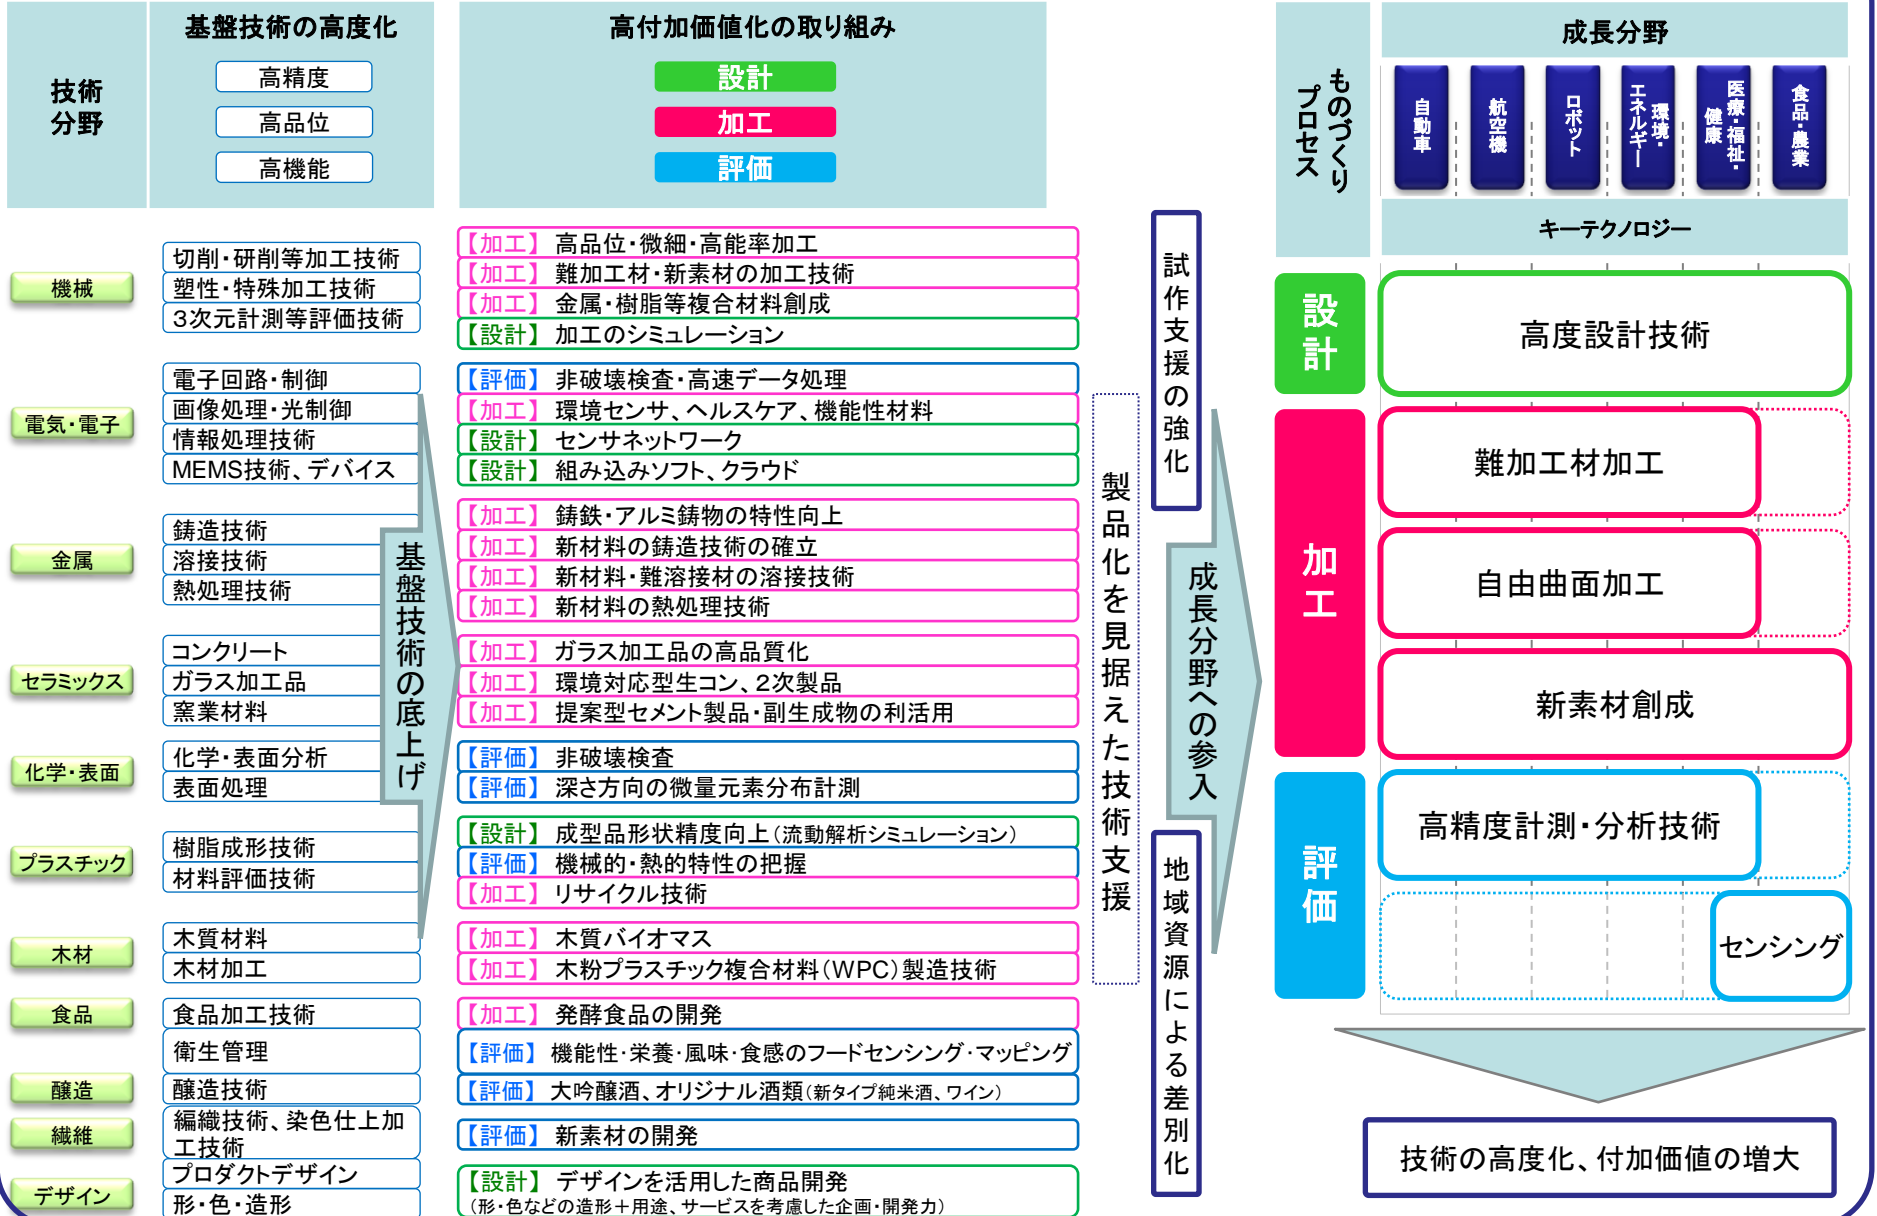 技術
分野
基盤技術の高度化
高精度
高品位
高機能
高付加価値化の取り組み
設計
加工
評価
ものづくり
プロセス
成長分野
自動車
航空機
ロボット
環境・
エネルギー
医療・福祉・
健康
食品・農業
キーテクノロジー
機械
切削・研削等加工技術
塑性・特殊加工技術
3次元計測等評価技術
【加工】 高品位・微細・高能率加工
【加工】 難加工材・新素材の加工技術
【加工】 金属・樹脂等複合材料創成
【設計】 加工のシミュレーション
電気・電子
電子回路・制御
画像処理・光制御
情報処理技術
MEMS技術、デバイス
【評価】 非破壊検査・高速データ処理
【加工】 環境センサ、ヘルスケア、機能性材料
【設計】 センサネットワーク
【設計】 組み込みソフト、クラウド
金属
鋳造技術
溶接技術
熱処理技術
【加工】 鋳鉄・アルミ鋳物の特性向上
【加工】 新材料の鋳造技術の確立
【加工】 新材料・難溶接材の溶接技術
【加工】 新材料の熱処理技術
セラミックス
コンクリート
ガラス加工品
窯業材料
【加工】 ガラス加工品の高品質化
【加工】 環境対応型生コン、2次製品
【加工】 提案型セメント製品・副生成物の利活用
化学・表面
化学・表面分析
表面処理
【評価】 非破壊検査
【評価】 深さ方向の微量元素分布計測
プラスチック
樹脂成形技術
材料評価技術
【設計】 成型品形状精度向上(流動解析シミュレーション)
【評価】 機械的・熱的特性の把握
【加工】 リサイクル技術
木材
木質材料
木材加工
【加工】 木質バイオマス
【加工】 木粉プラスチック複合材料(WPC)製造技術
食品
食品加工技術
衛生管理
【加工】 発酵食品の開発
【評価】 機能性・栄養・風味・食感のフードセンシング・マッピング
醸造
醸造技術
【評価】 大吟醸酒、オリジナル酒類(新タイプ純米酒、ワイン)
繊維
編織技術、染色仕上加
工技術
【評価】 新素材の開発
デザイン
プロダクトデザイン
形・色・造形
【設計】 デザインを活用した商品開発
(形・色などの造形+用途、サービスを考慮した企画・開発力)
基盤技術の底上げ
製品化を見据えた技術支援
試作支援の強化
成長分野への参入
地域資源による差別化
設計
高度設計技術
加工
難加工材加工
自由曲面加工
新素材創成
評価
高精度計測・分析技術
センシング
技術の高度化、付加価値の増大